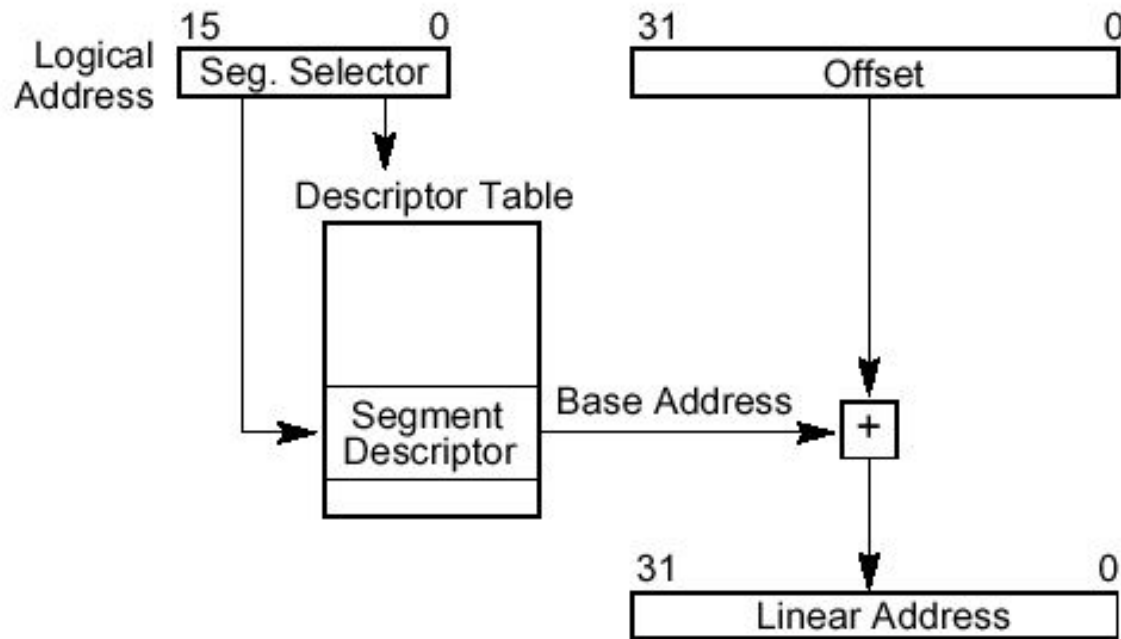 15 0 31 0
Logical
Address
Seg. Selector
Offset
Descriptor Table
Segment
Descriptor
Base Address
+
31 0
Linear Address